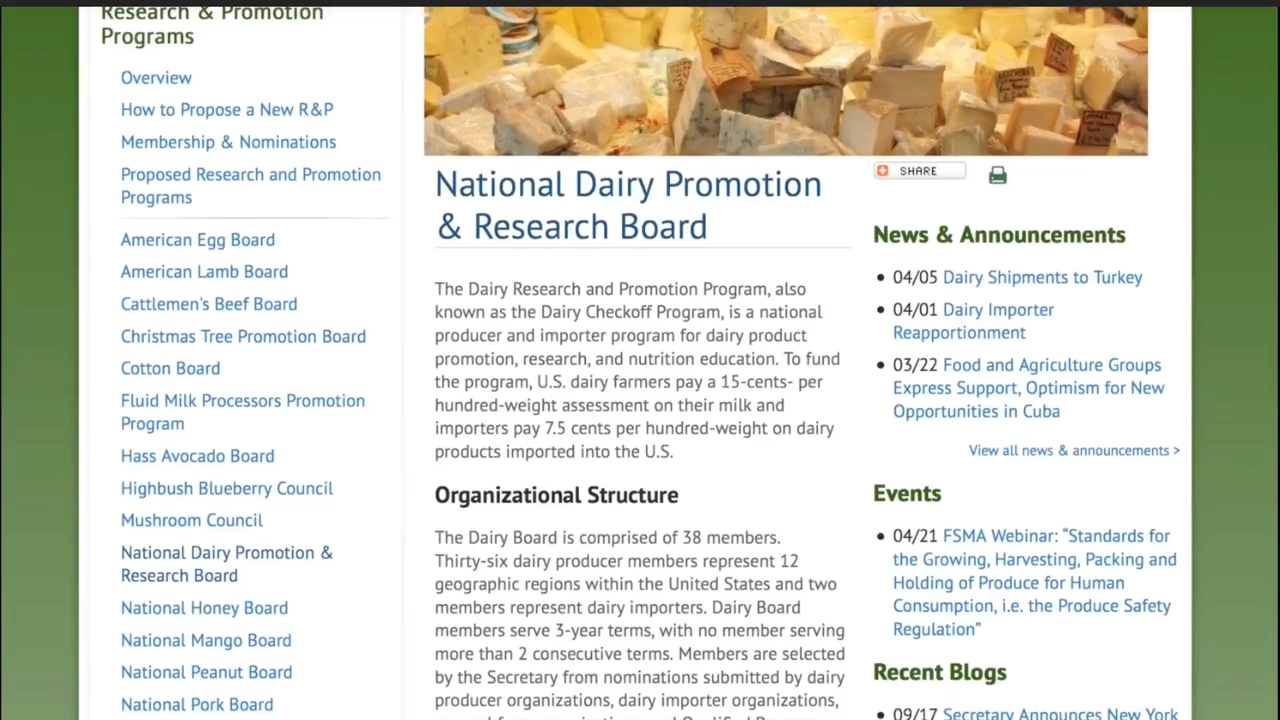 Research & Promotion
Programs
Overview
How to Propose a New R&P
Membership & Nominations
Proposed Research and Promotion
Programs
American Egg Board
American Lamb Board
Cattlemen's Beef Board
Christmas Tree Promotion Board
Cotton Board
Fluid Milk Processors Promotion
Program
Hass Avocado Board
Highbush Blueberry Council
Mushroom Council
National Dairy Promotion &
Research Board
National Honey Board
National Mango Board
National Peanut Board
National Pork Board
National Dairy Promotion
& Research Board
The Dairy Research and Promotion Program, also
known as the Dairy Checkoff Program, is a national
producer and importer program for dairy product
promotion, research, and nutrition education. To fund
the program, U.S. dairy farmers pay a 15-cents- per
hundred-weight assessment on their milk and
importers pay 7.5 cents per hundred-weight on dairy
products imported into the U.S.
Organizational Structure
The Dairy Board is comprised of 38 members.
Thirty-six dairy producer members represent 12
geographic regions within the United States and two
members represent dairy importers. Dairy Board
members serve 3-year terms, with no member serving
more than 2 consecutive terms. Members are selected
by the Secretary from nominations submitted by dairy
producer organizations, dairy importer organizations,
SHARE
News & Announcements
• 04/05 Dairy Shipments to Turkey
• 04/01 Dairy Importer
Reapportionment
• 03/22 Food and Agriculture Groups
Express Support, Optimism for New
Opportunities in Cuba
View all news & announcements >
Events
• 04/21 FSMA Webinar: “Standards for
the Growing, Harvesting, Packing and
Holding of Produce for Human
Consumption, i.e. the Produce Safety
Regulation”
Recent Blogs
• 09/17 Secretary Announces New York